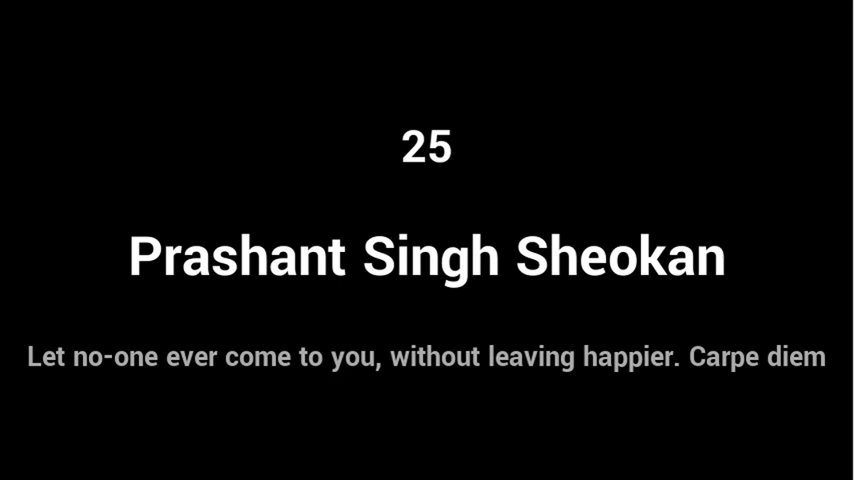 25
Prashant Singh Sheokan
Let no-one ever come to you, without leaving happier. Carpe diem